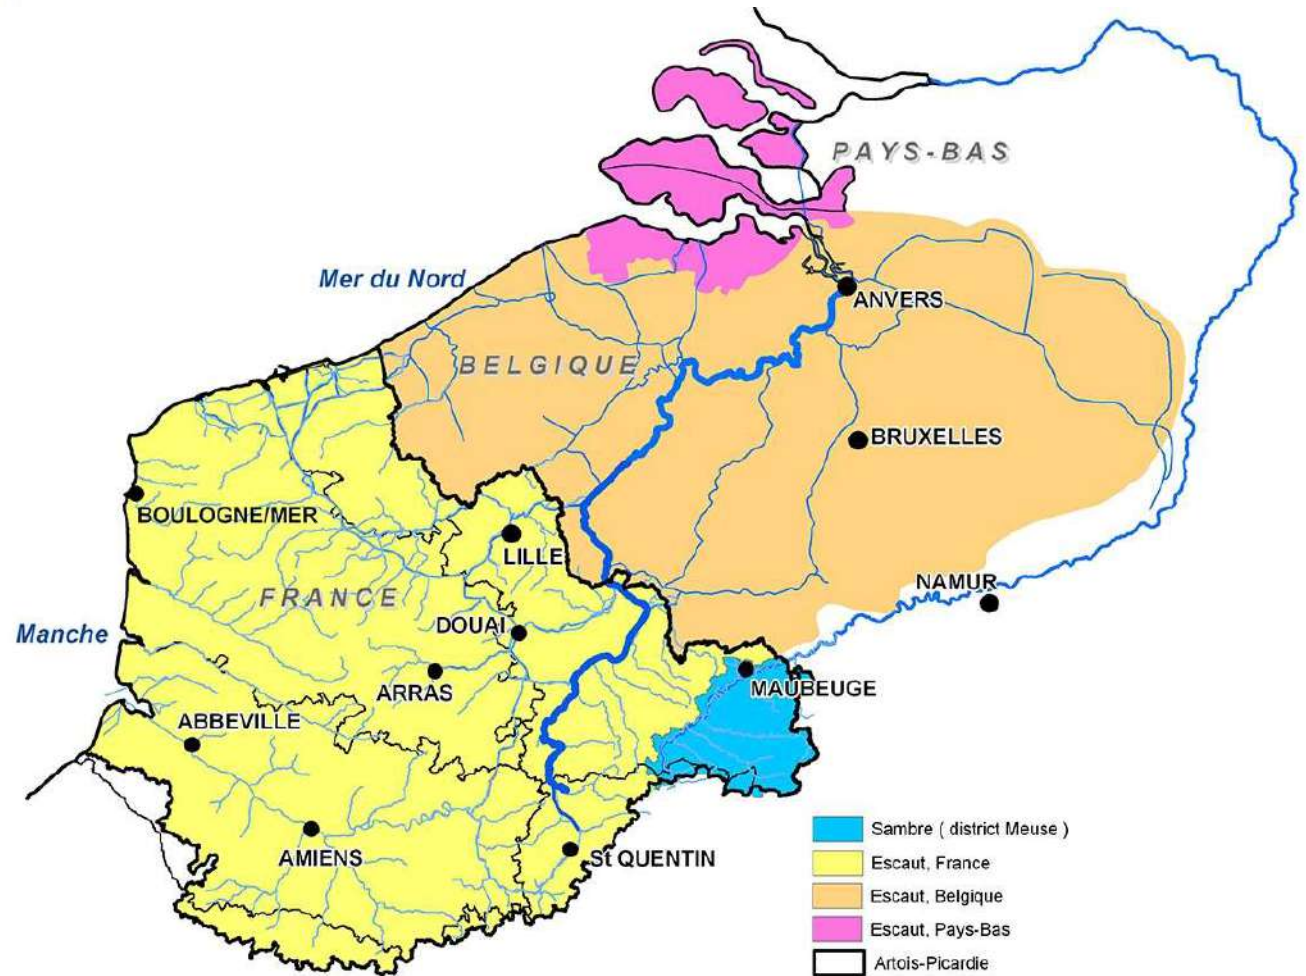 PAYS-BAS
Mer du Nord
ANVERS
BELGIQUE
BRUXELLES
BOULOGNE/MER
LILLE
NAMUR
FRANCE
DOUAI
Manche
ARRAS
MAUBEUGE
ABBEVILLE
AMIENS
St QUENTIN
Sambre ( district Meuse )
Escaut, France
Escaut, Belgique
Escaut, Pays-Bas
Artois-Picardie